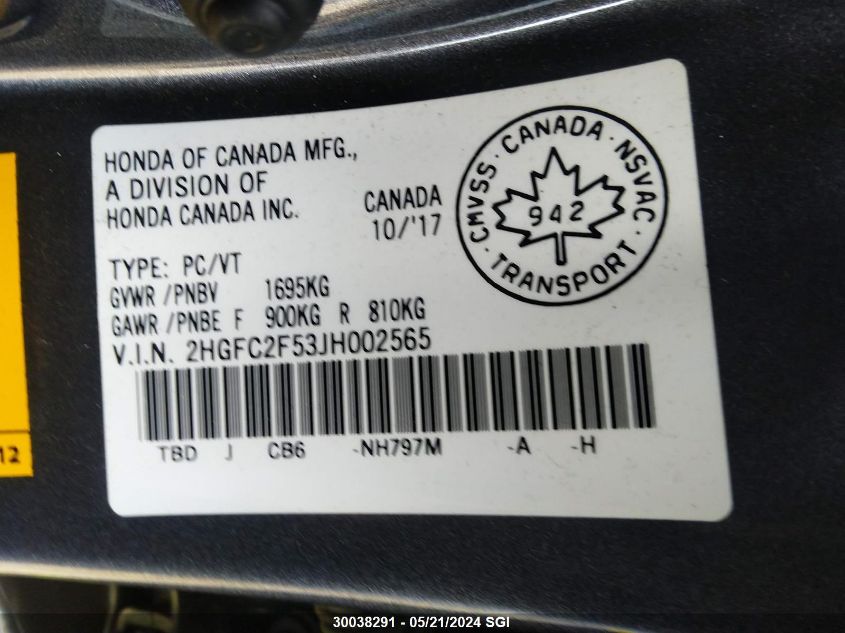 HONDA OF CANADA MFG.,
A DIVISION OF
HONDA CANADA INC.
CANADA
10/'17
CMVSS · CANADA · NSVAC · TRANSPORT ·
942
TYPE: PC/VT
GVWR /PNBV 1695KG
GAWR /PNBE F 900KG R 810KG
V.I.N. 2HGFC2F53JH002565
TBD J CB6 -NH797M -A -H
12
30038291 - 05/21/2024 SGI